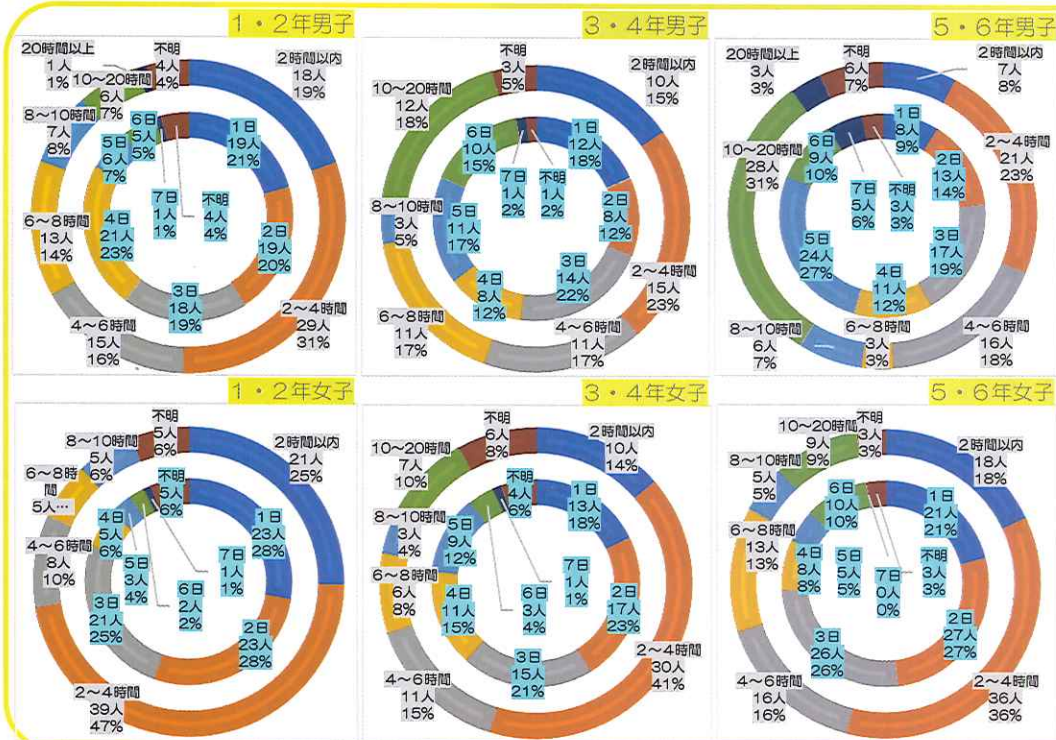 1・2年男子
20時間以上
1人
1%
10～20時間
6人
7%
不明
4人
4%
2時間以内
18人
19%
8～10時間
7人
8%
6～8時間
13人
14%
4～6時間
15人
16%
2～4時間
29人
31%
6日
5人
5%
5日
6人
7%
4日
21人
23%
3日
18人
19%
2日
19人
20%
1日
19人
21%
7日
1人
1%
不明
4人
4%
3・4年男子
不明
3人
5%
2時間以内
10人
15%
10～20時間
12人
18%
8～10時間
3人
5%
6～8時間
11人
17%
4～6時間
11人
17%
2～4時間
15人
23%
6日
10人
15%
5日
11人
17%
4日
8人
12%
3日
14人
22%
2日
8人
12%
1日
12人
18%
7日
1人
2%
不明
1人
2%
5・6年男子
20時間以上
3人
3%
不明
6人
7%
2時間以内
7人
8%
10～20時間
28人
31%
8～10時間
6人
7%
6～8時間
3人
3%
4～6時間
16人
18%
2～4時間
21人
23%
6日
9人
10%
5日
24人
27%
4日
11人
12%
3日
17人
19%
2日
13人
14%
1日
8人
9%
7日
5人
6%
不明
3人
3%
1・2年女子
不明
5人
6%
2時間以内
21人
25%
8～10時間
5人
6%
6～8時
間
5人…
4～6時間
8人
10%
2～4時間
39人
47%
不明
5人
6%
1日
23人
28%
2日
23人
28%
3日
21人
25%
4日
5人
6%
5日
3人
4%
6日
2人
2%
7日
1人
1%
3・4年女子
不明
6人
8%
2時間以内
10人
14%
10～20時間
7人
10%
8～10時間
3人
4%
6～8時間
6人
8%
4～6時間
11人
15%
2～4時間
30人
41%
不明
4人
6%
1日
13人
18%
2日
17人
23%
3日
15人
21%
4日
11人
15%
5日
9人
12%
6日
3人
4%
7日
1人
1%
5・6年女子
不明
3人
3%
2時間以内
18人
18%
10～20時間
9人
9%
8～10時間
5人
5%
6～8時間
13人
13%
4～6時間
16人
16%
2～4時間
36人
36%
6日
10人
10%
1日
21人
21%
2日
27人
27%
3日
26人
26%
4日
8人
8%
5日
5人
5%
7日
0人
0%
不明
3人
3%